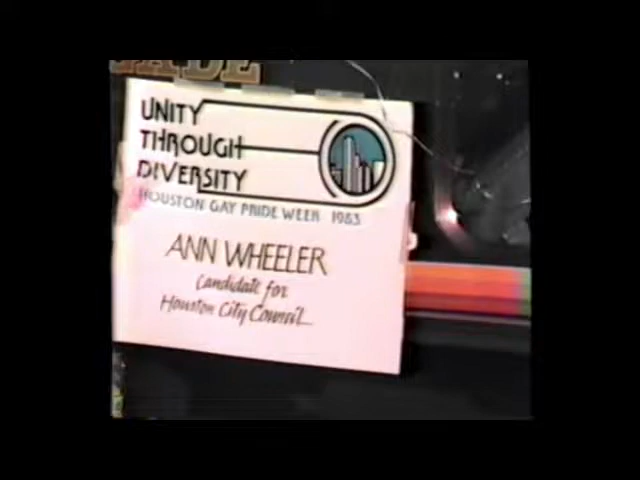 UNITY
THROUGH
DIVERSITY
HOUSTON GAY PRIDE WEEK 1983
ANN WHEELER
Candidate for
Houston City Council